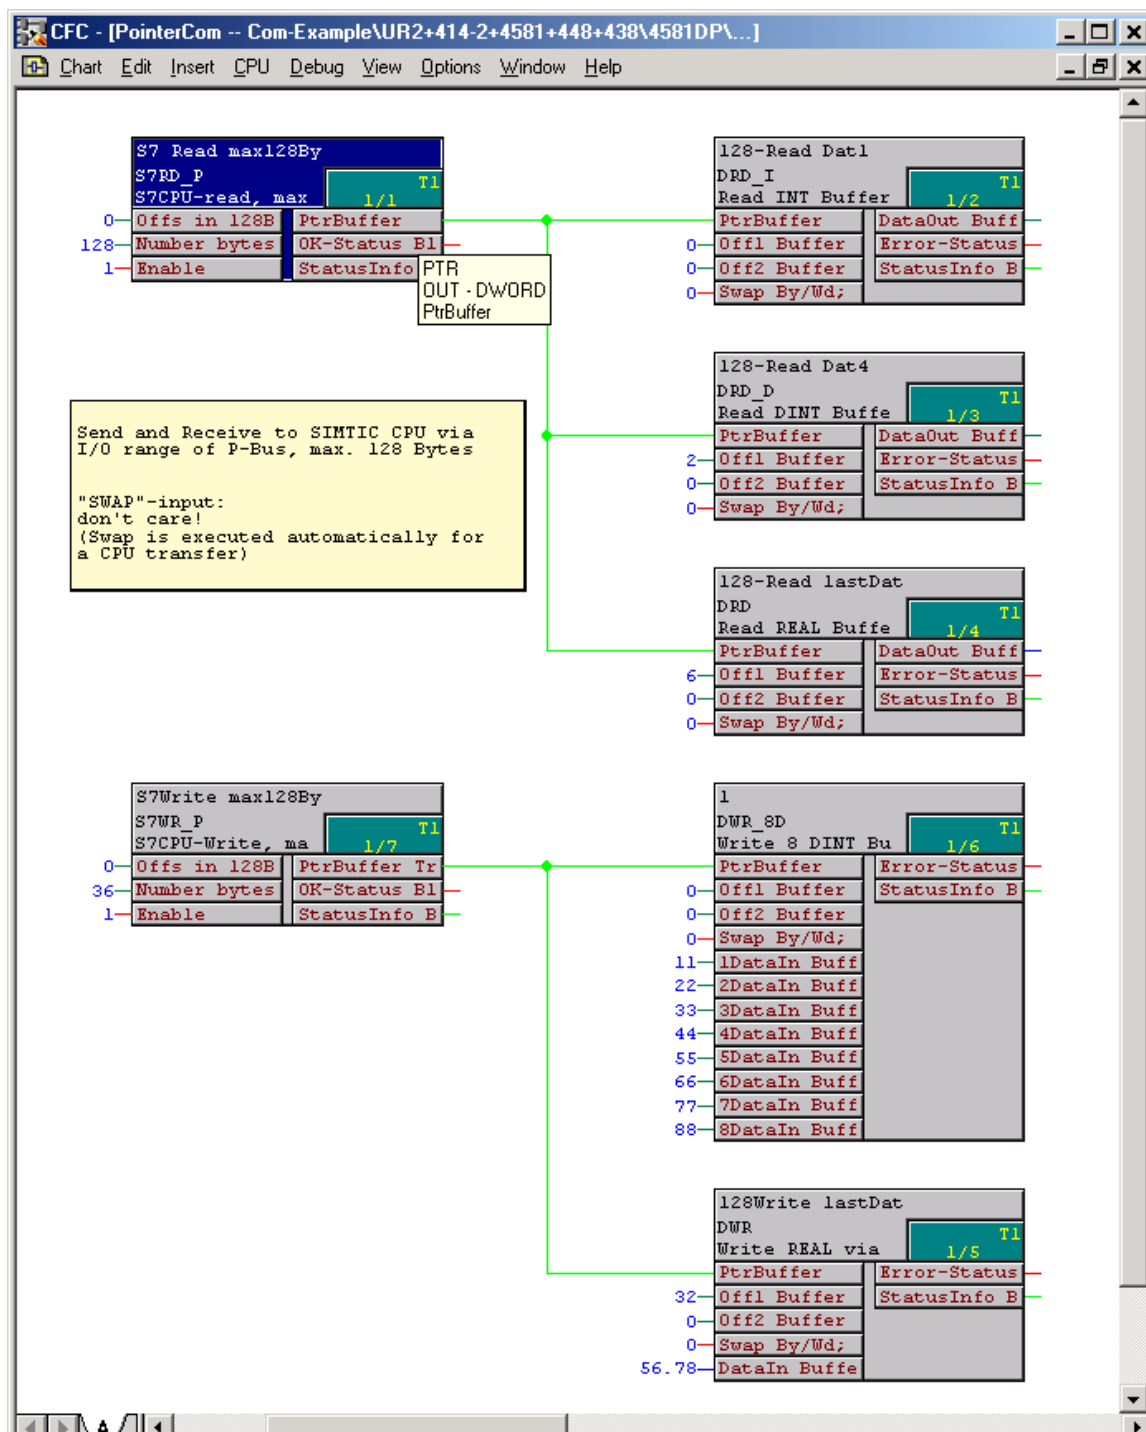 CFC - [PointerCom -- Com-Example\UR2+414-2+4581+448+438\4581DP\...]
Chart Edit Insert CPU Debug View Options Window Help
S7 Read max128By
S7RD_P
T1
S7CPU-read, max
1/1
0 Offs in 128B PtrBuffer
128 Number bytes OK-Status Bl
1 Enable StatusInfo
PTR
OUT - DWORD
PtrBuffer
128-Read Dat1
DRD_I
T1
Read INT Buffer
1/2
PtrBuffer DataOut Buff
0 Off1 Buffer Error-Status
0 Off2 Buffer StatusInfo B
0 Swap By/Wd;
128-Read Dat4
DRD_D
T1
Read DINT Buffe
1/3
PtrBuffer DataOut Buff
2 Off1 Buffer Error-Status
0 Off2 Buffer StatusInfo B
0 Swap By/Wd;
Send and Receive to SIMTIC CPU via
I/O range of P-Bus, max. 128 Bytes
"SWAP"-input:
don't care!
(Swap is executed automatically for
a CPU transfer)
128-Read lastDat
DRD
T1
Read REAL Buffe
1/4
PtrBuffer DataOut Buff
6 Off1 Buffer Error-Status
0 Off2 Buffer StatusInfo B
0 Swap By/Wd;
S7Write max128By
S7WR_P
T1
S7CPU-Write, ma
1/7
0 Offs in 128B PtrBuffer Tr
36 Number bytes OK-Status Bl
1 Enable StatusInfo B
1
DWR_8D
T1
Write 8 DINT Bu
1/6
PtrBuffer Error-Status
0 Off1 Buffer StatusInfo B
0 Off2 Buffer
0 Swap By/Wd;
11 1DataIn Buff
22 2DataIn Buff
33 3DataIn Buff
44 4DataIn Buff
55 5DataIn Buff
66 6DataIn Buff
77 7DataIn Buff
88 8DataIn Buff
128Write lastDat
DWR
T1
Write REAL via
1/5
PtrBuffer Error-Status
32 Off1 Buffer StatusInfo B
0 Off2 Buffer
0 Swap By/Wd;
56.78 DataIn Buffe
A